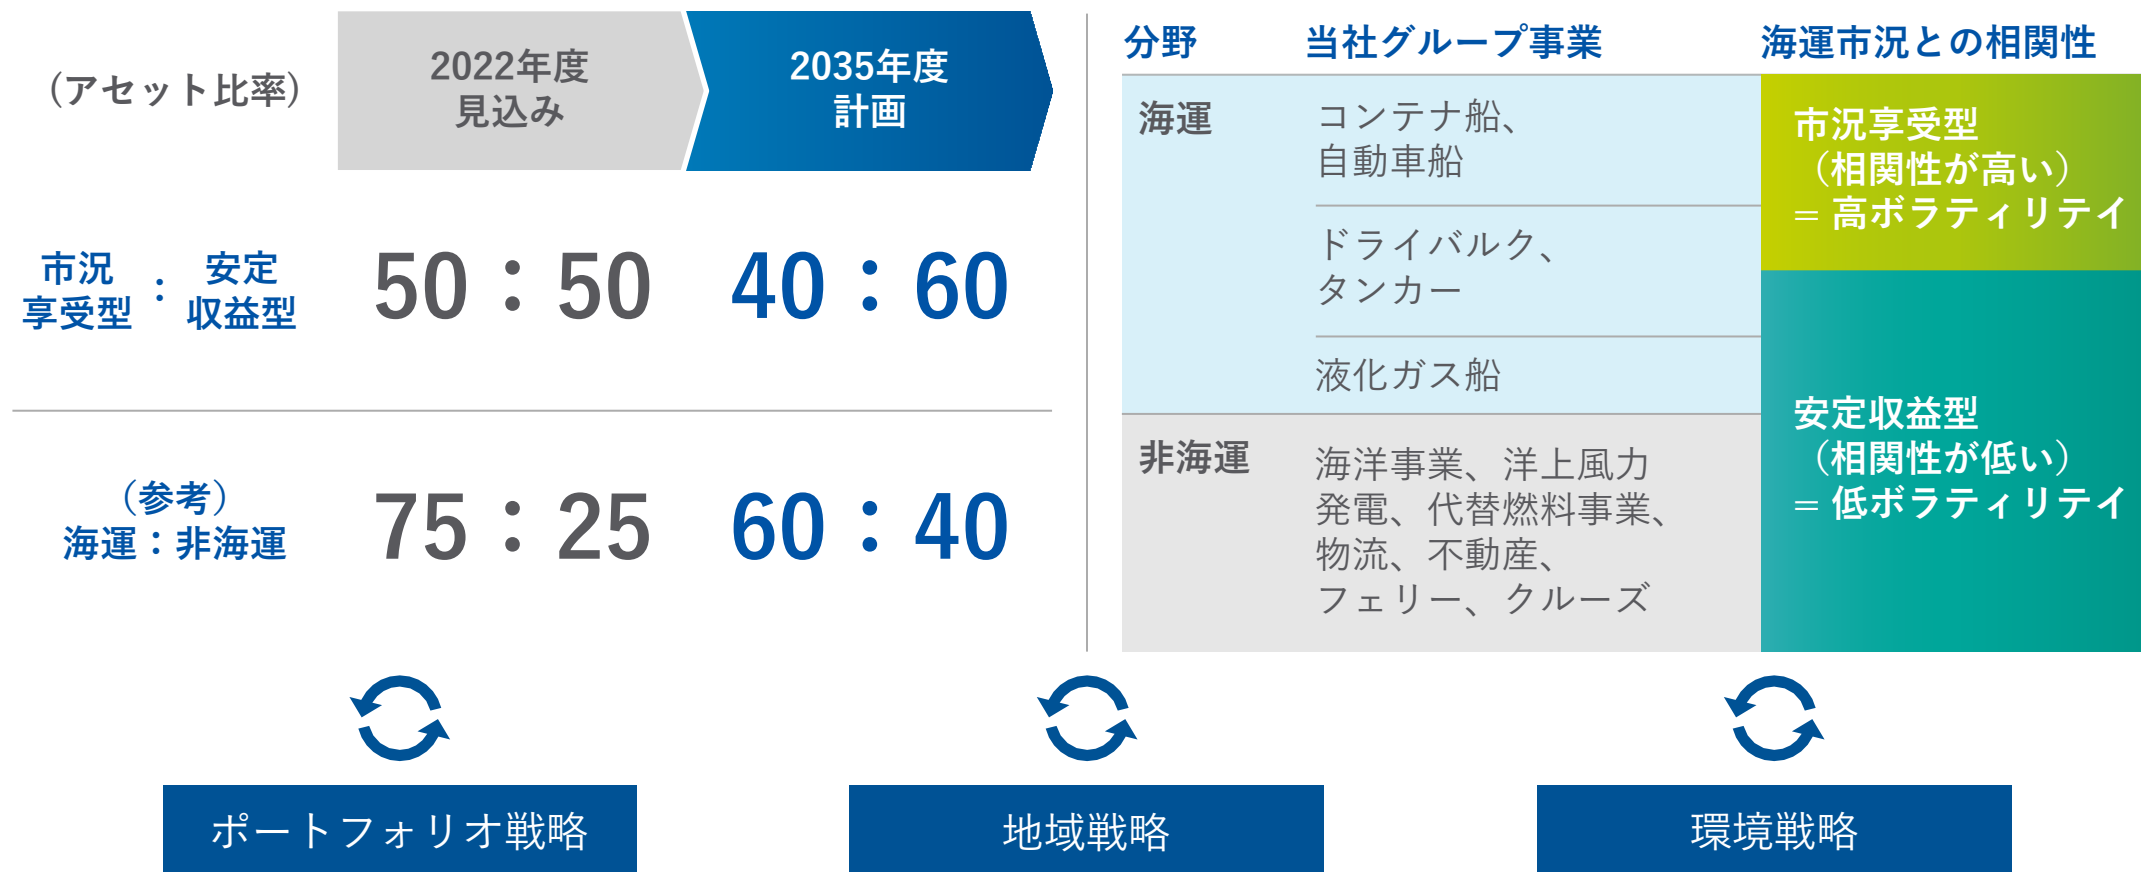 （アセット比率）
2022年度
見込み
2035年度
計画
市況
享受型
：
安定
収益型
50：50
40：60
（参考）
海運：非海運
75：25
60：40
分野
当社グループ事業
海運市況との相関性
海運
コンテナ船、
自動車船
ドライバルク、
タンカー
液化ガス船
市況享受型
（相関性が高い）
= 高ボラティリテイ
非海運
海洋事業、洋上風力
発電、代替燃料事業、
物流、不動産、
フェリー、クルーズ
安定収益型
（相関性が低い）
= 低ボラティリテイ
ポートフォリオ戦略
地域戦略
環境戦略